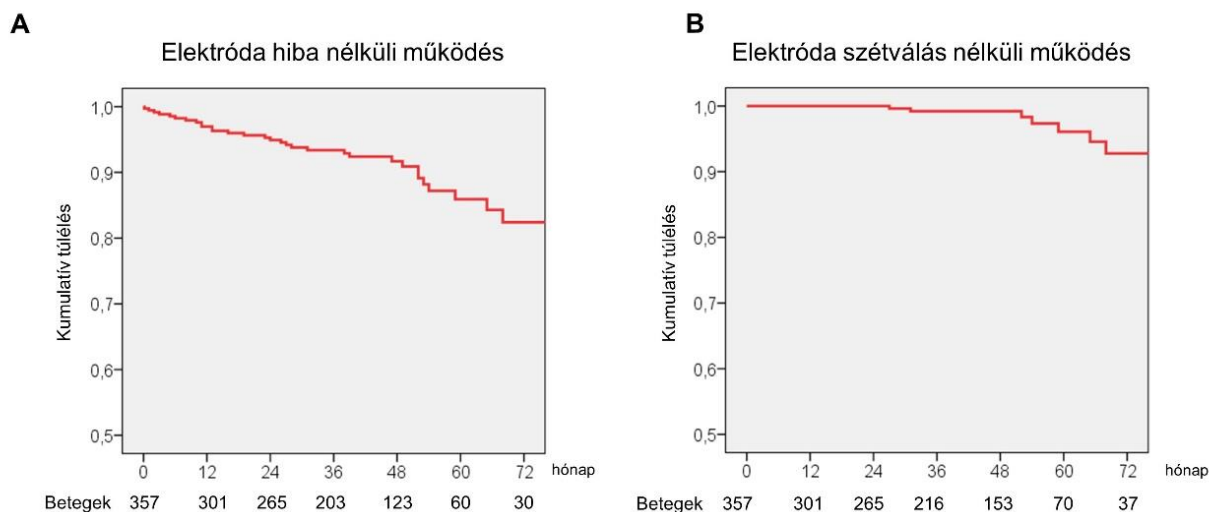 A
Elektróda hiba nélküli működés
Kumulatív túlélés
1,0
0,9
0,8
0,7
0,6
0,5
0 12 24 36 48 60 72 hónap
Betegek 357 301 265 203 123 60 30
B
Elektróda szétválás nélküli működés
Kumulatív túlélés
1,0
0,9
0,8
0,7
0,6
0,5
0 12 24 36 48 60 72 hónap
Betegek 357 301 265 216 153 70 37